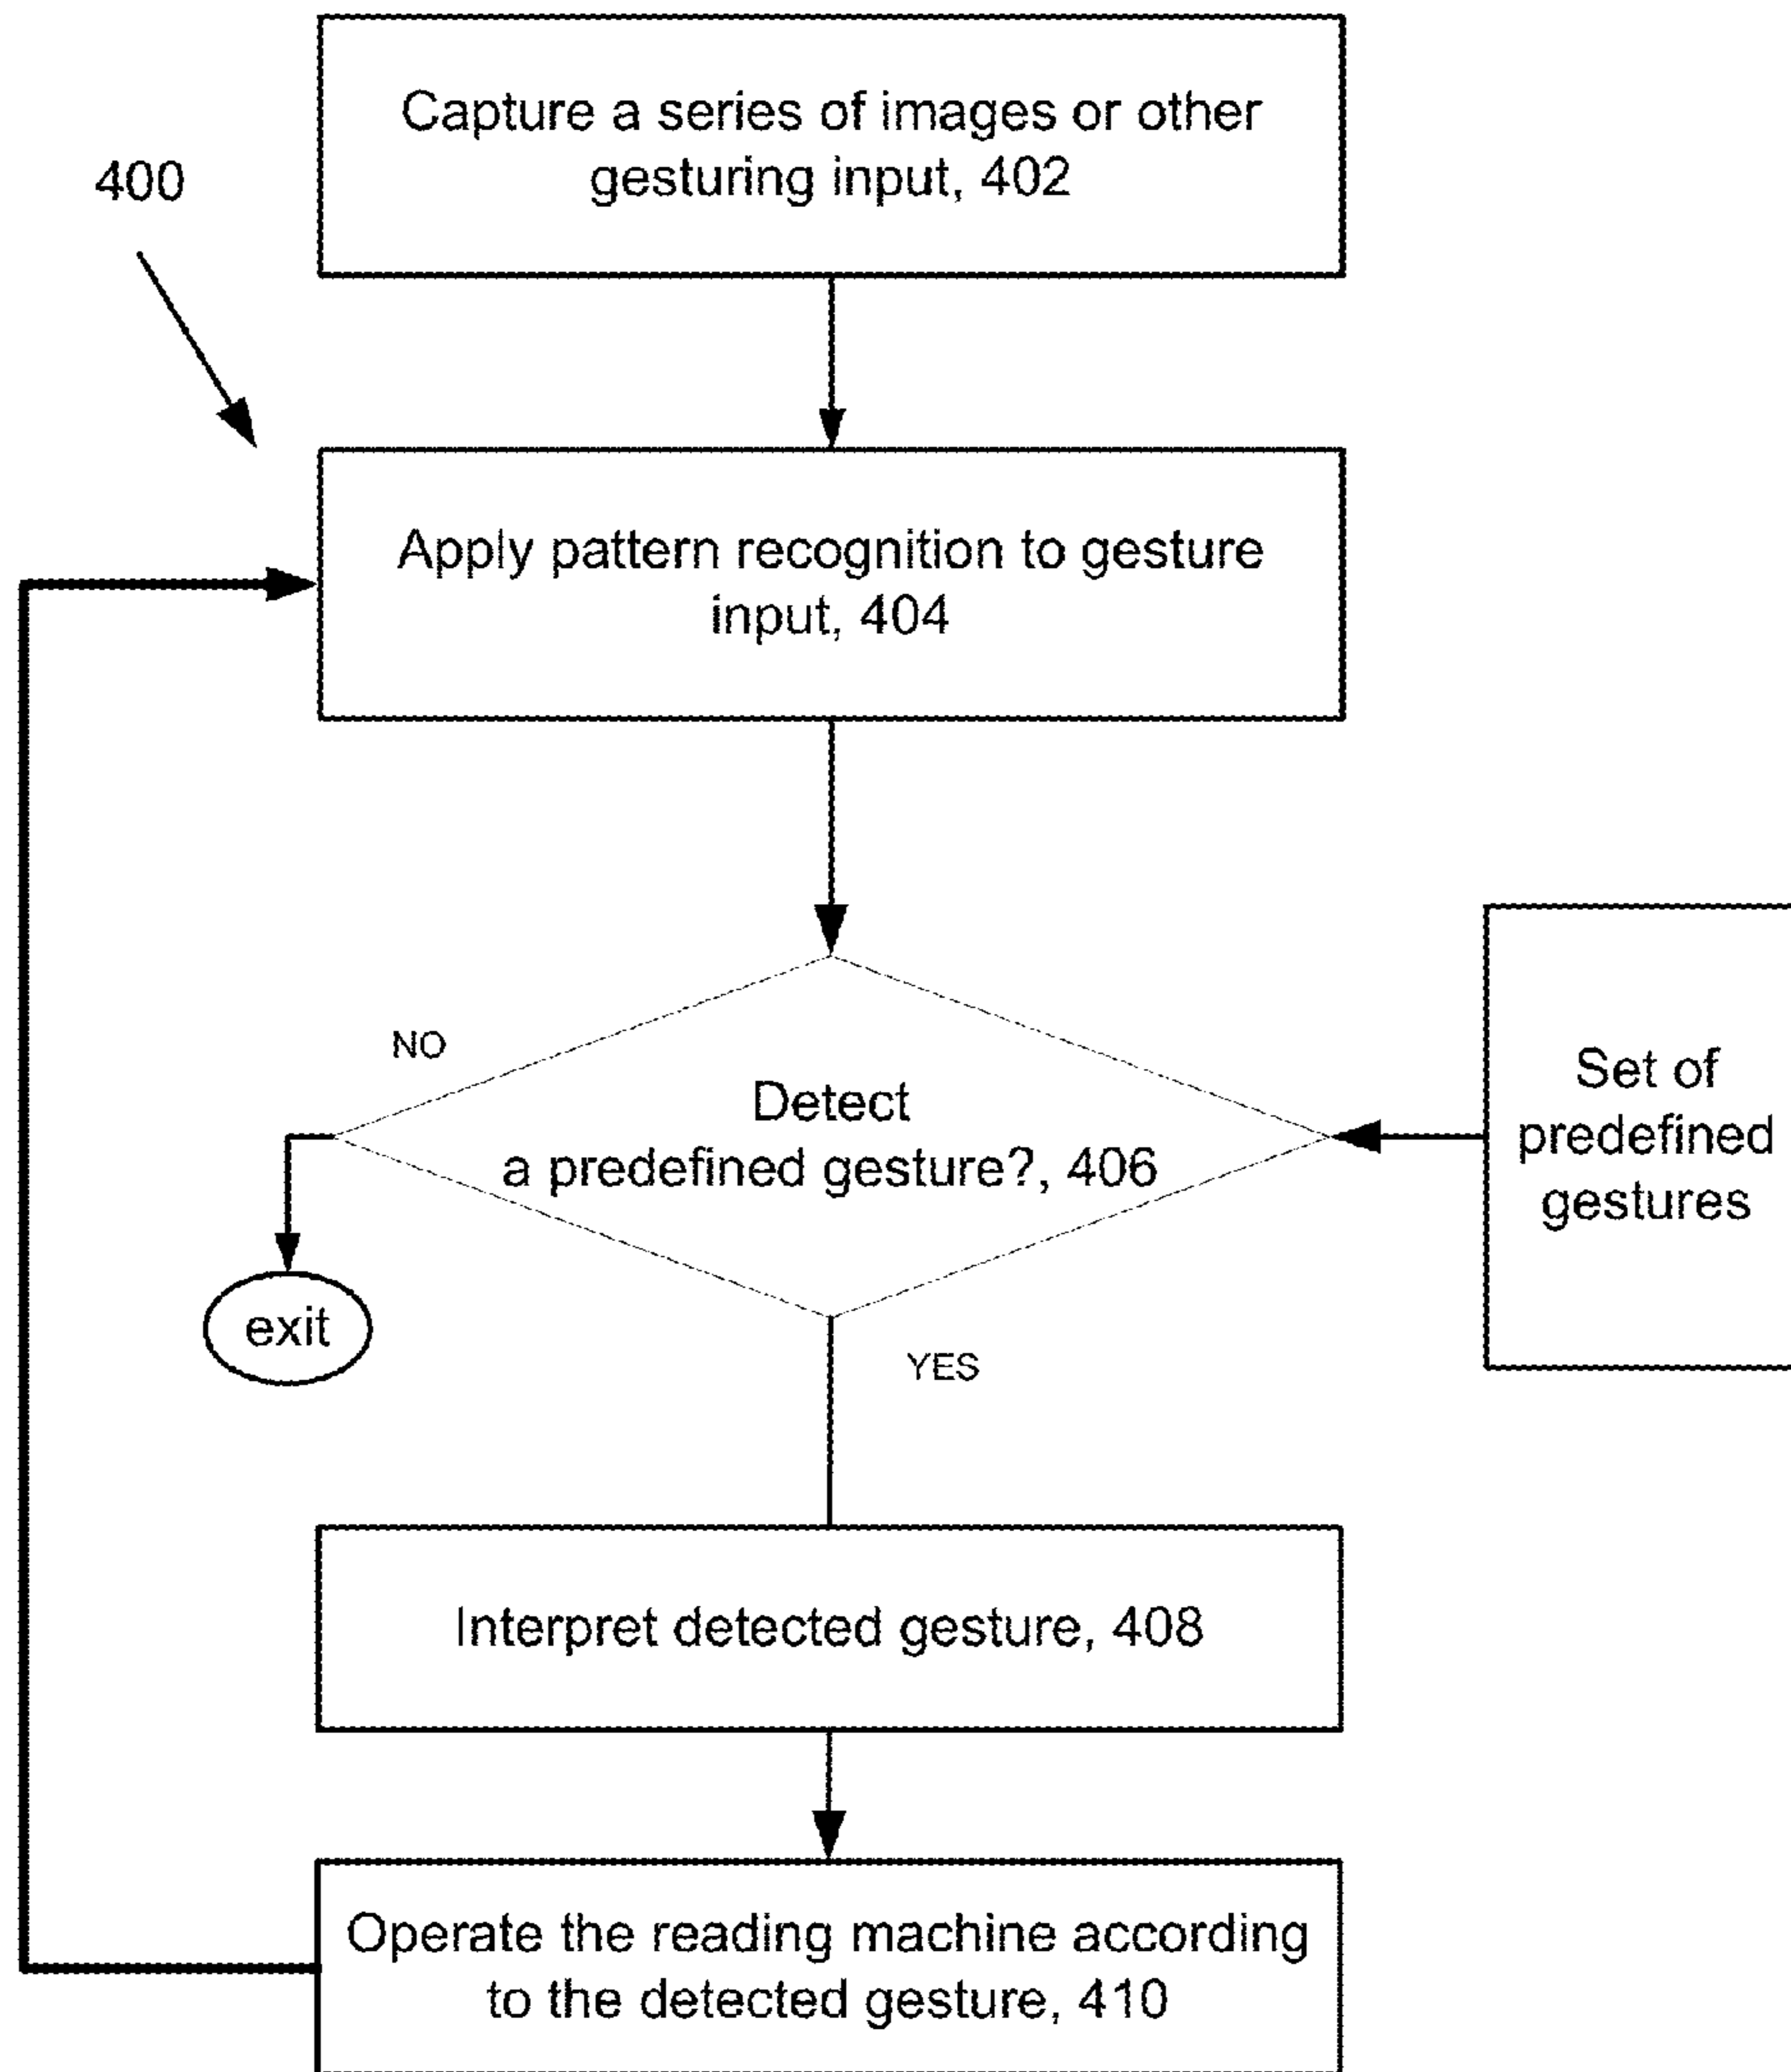 Capture a series of images or other
gesturing input, 402
400
Apply pattern recognition to gesture
input, 404
NO
Detect
a predefined gesture?, 406
Set of
predefined
gestures
exit
YES
Interpret detected gesture, 408
Operate the reading machine according
to the detected gesture, 410